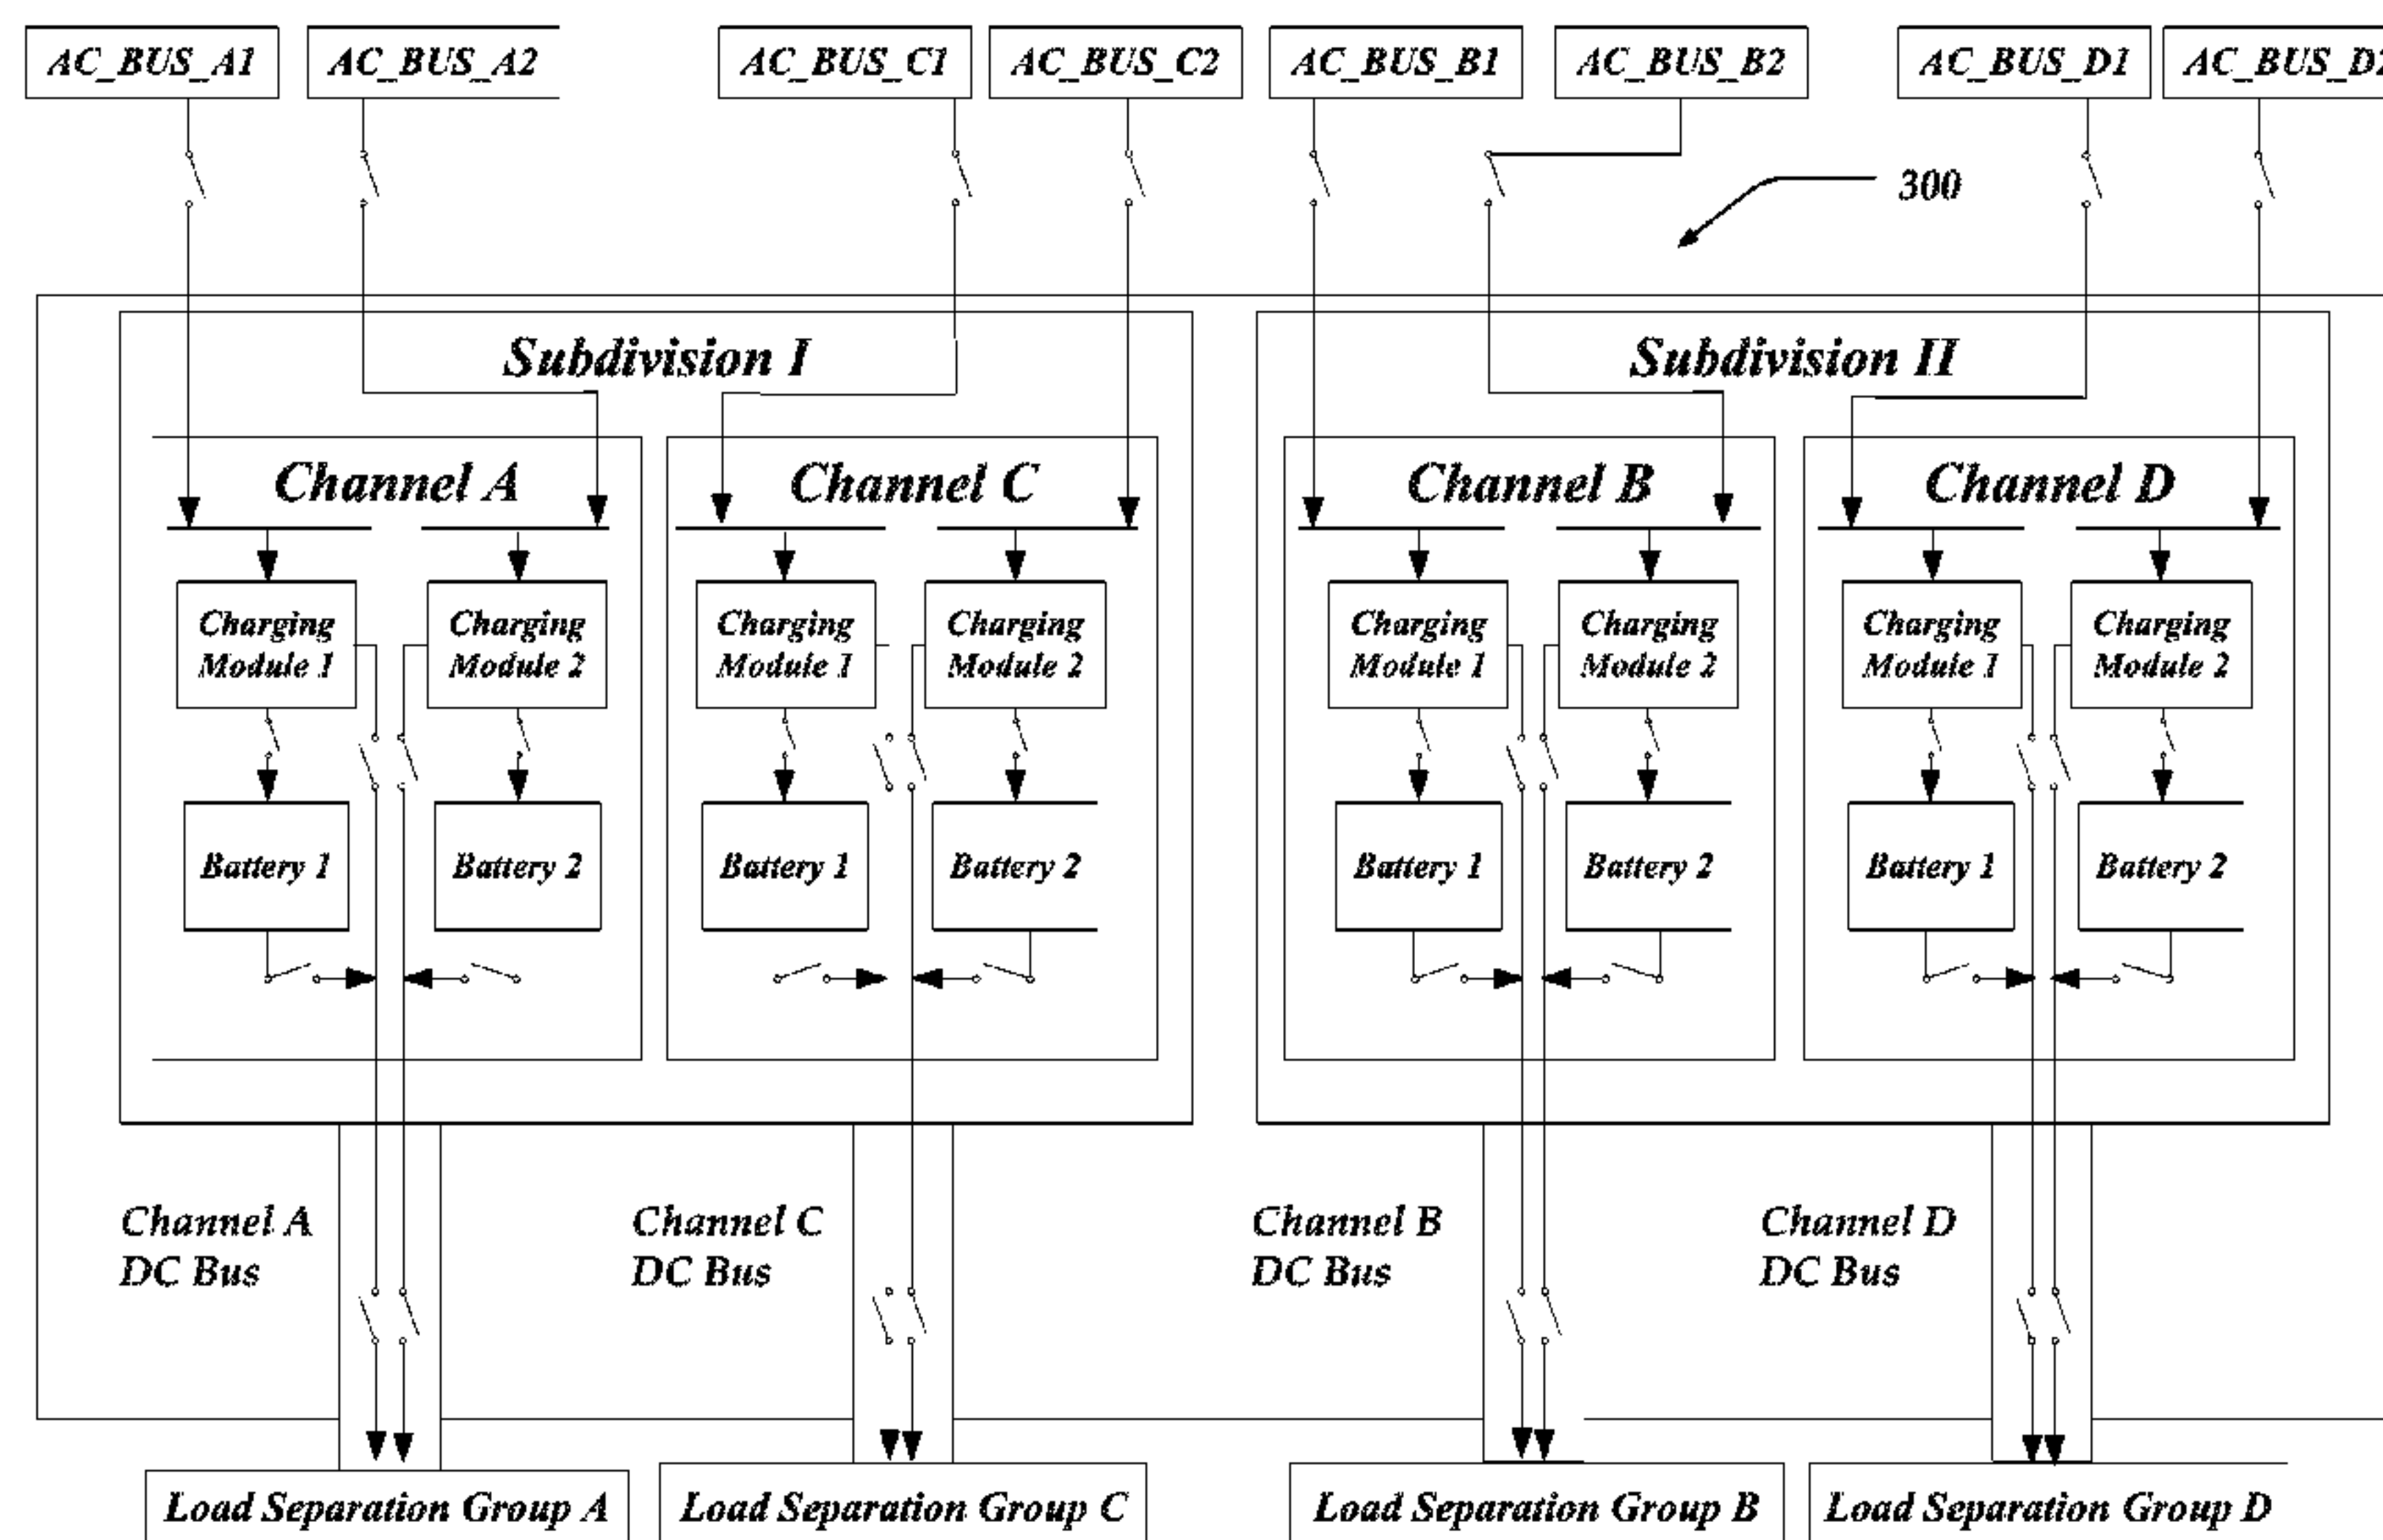 AC_BUS_A1
AC_BUS_A2
AC_BUS_C1
AC_BUS_C2
AC_BUS_B1
AC_BUS_B2
AC_BUS_D1
AC_BUS_D2
300
Subdivision I
Subdivision II
Channel A
Channel C
Channel B
Channel D
Charging
Module 1
Charging
Module 2
Charging
Module 1
Charging
Module 2
Charging
Module 1
Charging
Module 2
Charging
Module 1
Charging
Module 2
Battery 1
Battery 2
Battery 1
Battery 2
Battery 1
Battery 2
Battery 1
Battery 2
Channel A
DC Bus
Channel C
DC Bus
Channel B
DC Bus
Channel D
DC Bus
Load Separation Group A
Load Separation Group C
Load Separation Group B
Load Separation Group D